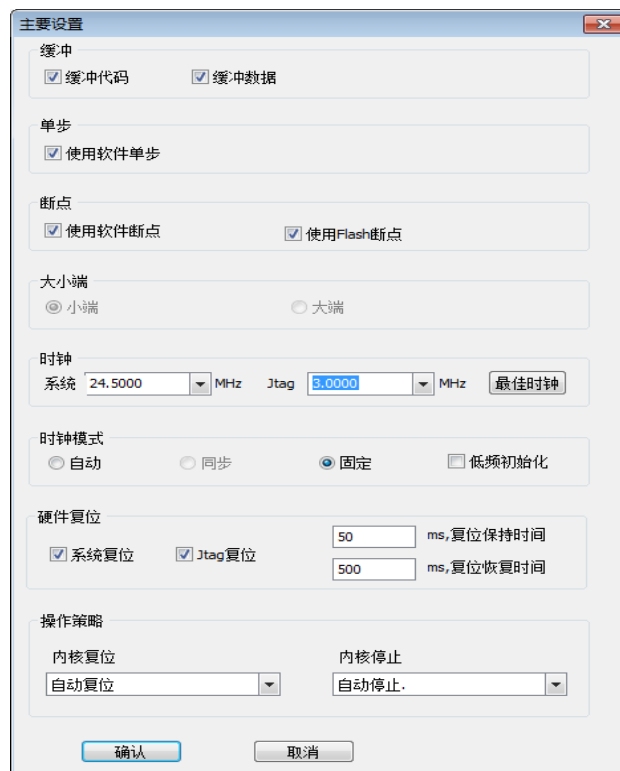 主要设置
缓冲
缓冲代码 缓冲数据
单步
使用软件单步
断点
使用软件断点 使用Flash断点
大小端
小端 大端
时钟
系统 24.5000 MHz Jtag 3.0000 MHz 最佳时钟
时钟模式
自动 同步 固定 低频初始化
硬件复位
系统复位 Jtag复位
50 ms,复位保持时间
500 ms,复位恢复时间
操作策略
内核复位 内核停止
自动复位 自动停止.
确认 取消